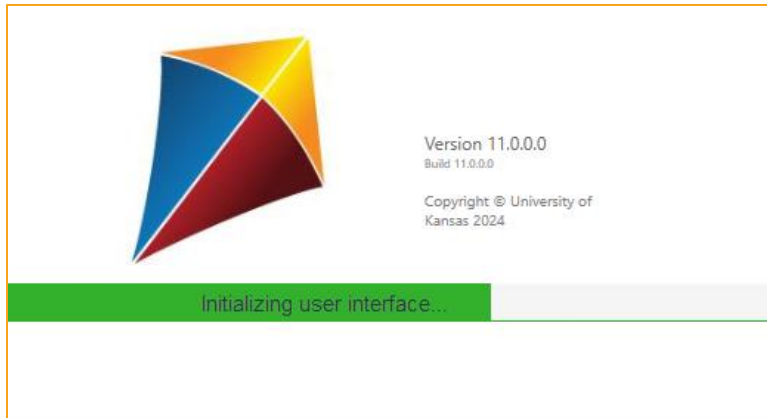 Version 11.0.0.0
Build 11.0.0.0
Copyright © University of
Kansas 2024
Initializing user interface...